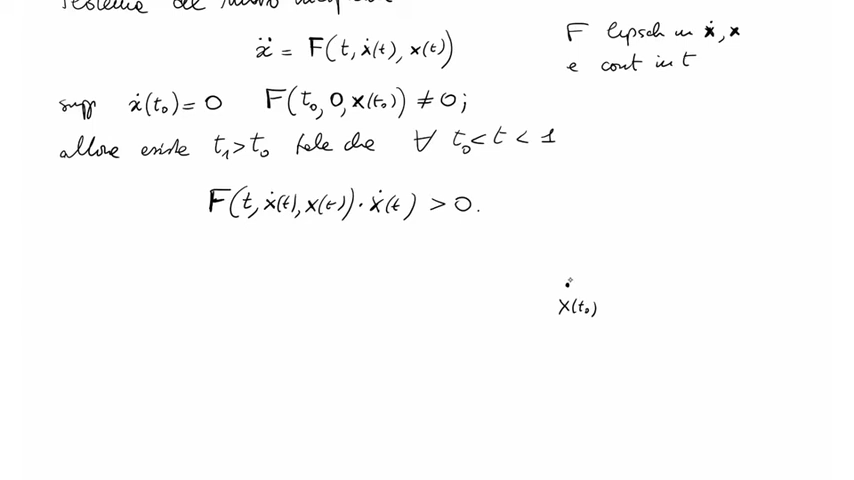 ẍ = F(t, ẋ(t), x(t))
F lipsch in ẋ, x
e cont in t
supp ẋ(t₀) = 0 F(t₀, 0, x(t₀)) ≠ 0;
allora esiste t₁ > t₀ tale che ∀ t₀ < t < 1
F(t, ẋ(t), x(t)) · ẋ(t) > 0.
x(t₀)